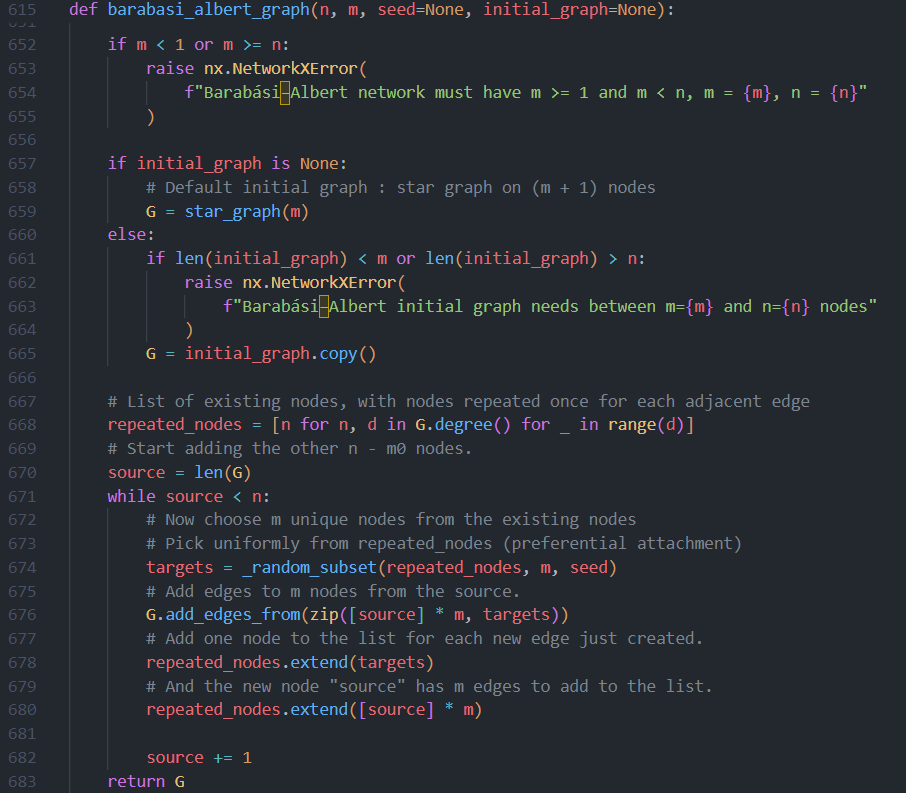 615 def barabasi_albert_graph(n, m, seed=None, initial_graph=None):
652     if m < 1 or m >= n:
653         raise nx.NetworkXError(
654             f"Barabási–Albert network must have m >= 1 and m < n, m = {m}, n = {n}"
655         )
656
657     if initial_graph is None:
658         # Default initial graph : star graph on (m + 1) nodes
659         G = star_graph(m)
660     else:
661         if len(initial_graph) < m or len(initial_graph) > n:
662             raise nx.NetworkXError(
663                 f"Barabási–Albert initial graph needs between m={m} and n={n} nodes"
664             )
665         G = initial_graph.copy()
666
667     # List of existing nodes, with nodes repeated once for each adjacent edge
668     repeated_nodes = [n for n, d in G.degree() for _ in range(d)]
669     # Start adding the other n - m0 nodes.
670     source = len(G)
671     while source < n:
672         # Now choose m unique nodes from the existing nodes
673         # Pick uniformly from repeated_nodes (preferential attachment)
674         targets = _random_subset(repeated_nodes, m, seed)
675         # Add edges to m nodes from the source.
676         G.add_edges_from(zip([source] * m, targets))
677         # Add one node to the list for each new edge just created.
678         repeated_nodes.extend(targets)
679         # And the new node "source" has m edges to add to the list.
680         repeated_nodes.extend([source] * m)
681
682         source += 1
683     return G